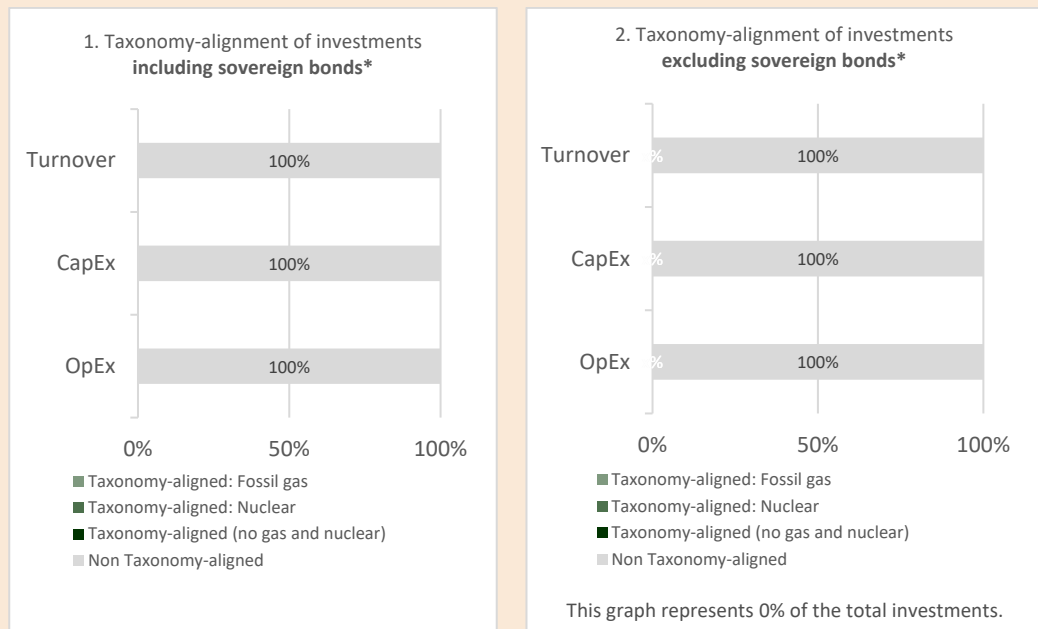 1. Taxonomy-alignment of investments
including sovereign bonds*
Turnover
100%
CapEx
100%
OpEx
100%
0%
50%
100%
Taxonomy-aligned: Fossil gas
Taxonomy-aligned: Nuclear
Taxonomy-aligned (no gas and nuclear)
Non Taxonomy-aligned
2. Taxonomy-alignment of investments
excluding sovereign bonds*
Turnover
%
100%
CapEx
%
100%
OpEx
%
100%
0%
50%
100%
Taxonomy-aligned: Fossil gas
Taxonomy-aligned: Nuclear
Taxonomy-aligned (no gas and nuclear)
Non Taxonomy-aligned
This graph represents 0% of the total investments.